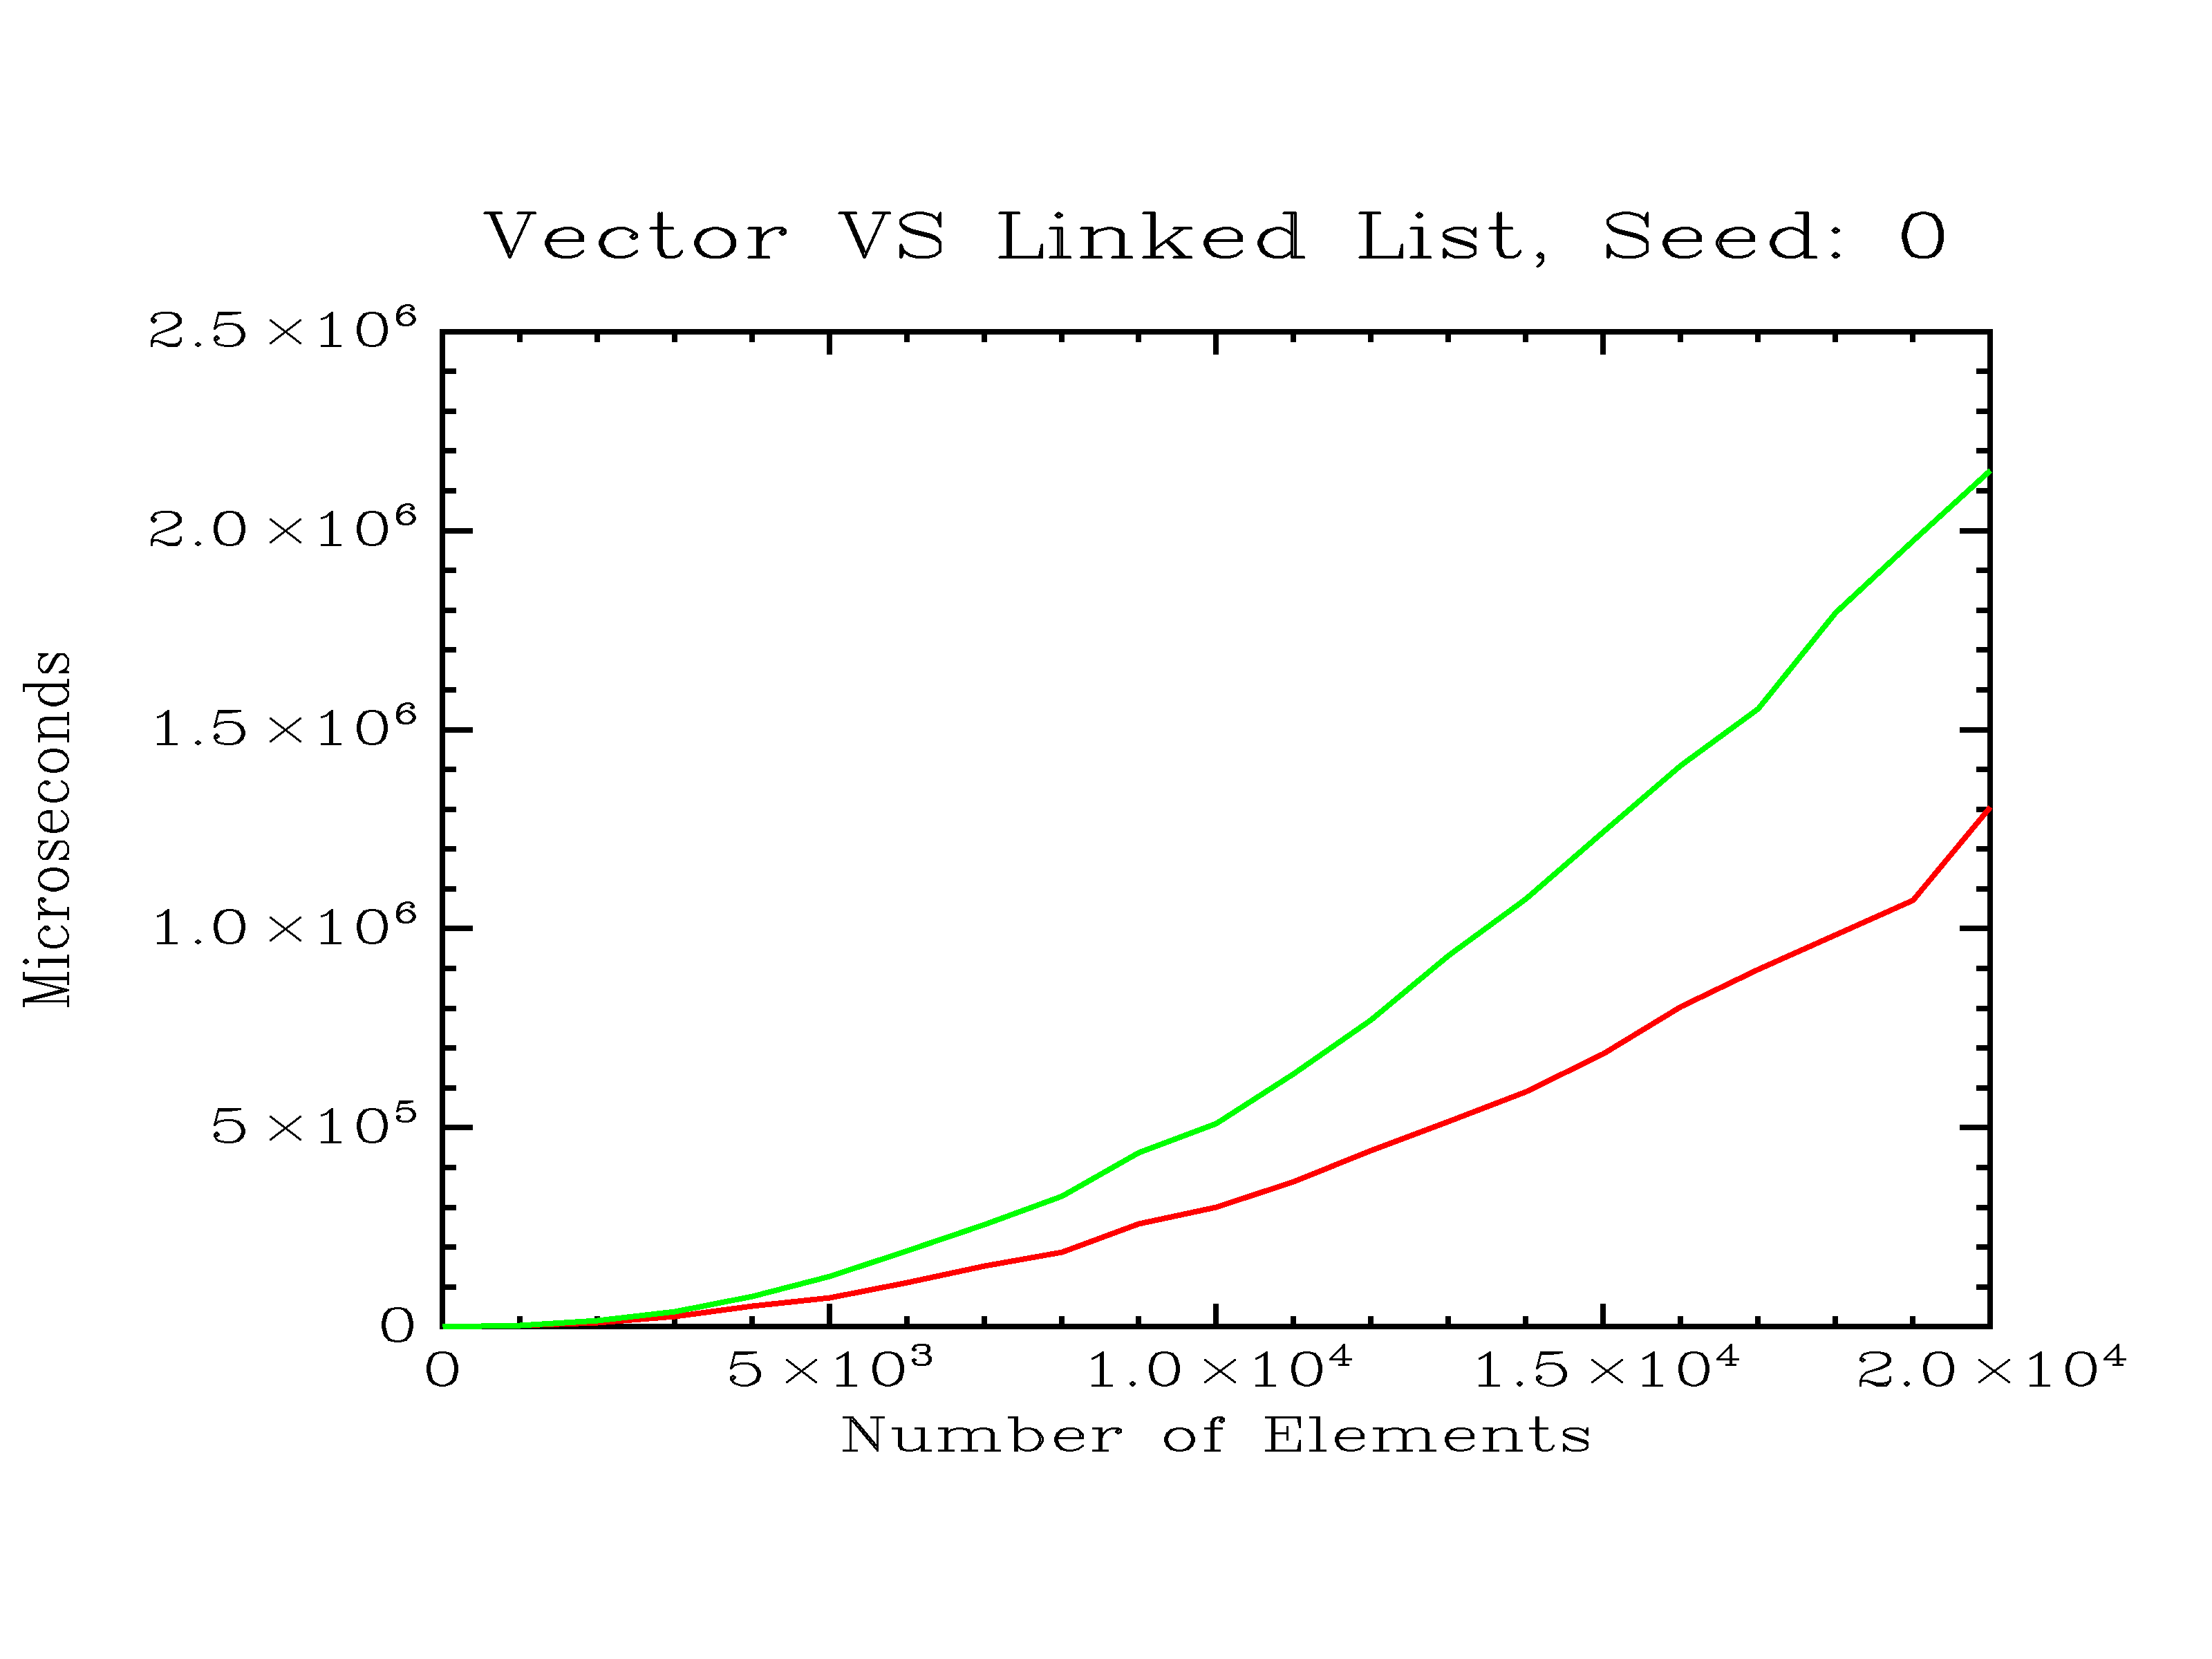 Vector VS Linked List, Seed: 0
2.5×10⁶
2.0×10⁶
1.5×10⁶
1.0×10⁶
5×10⁵
0
Microseconds
0 5×10³ 1.0×10⁴ 1.5×10⁴ 2.0×10⁴
Number of Elements